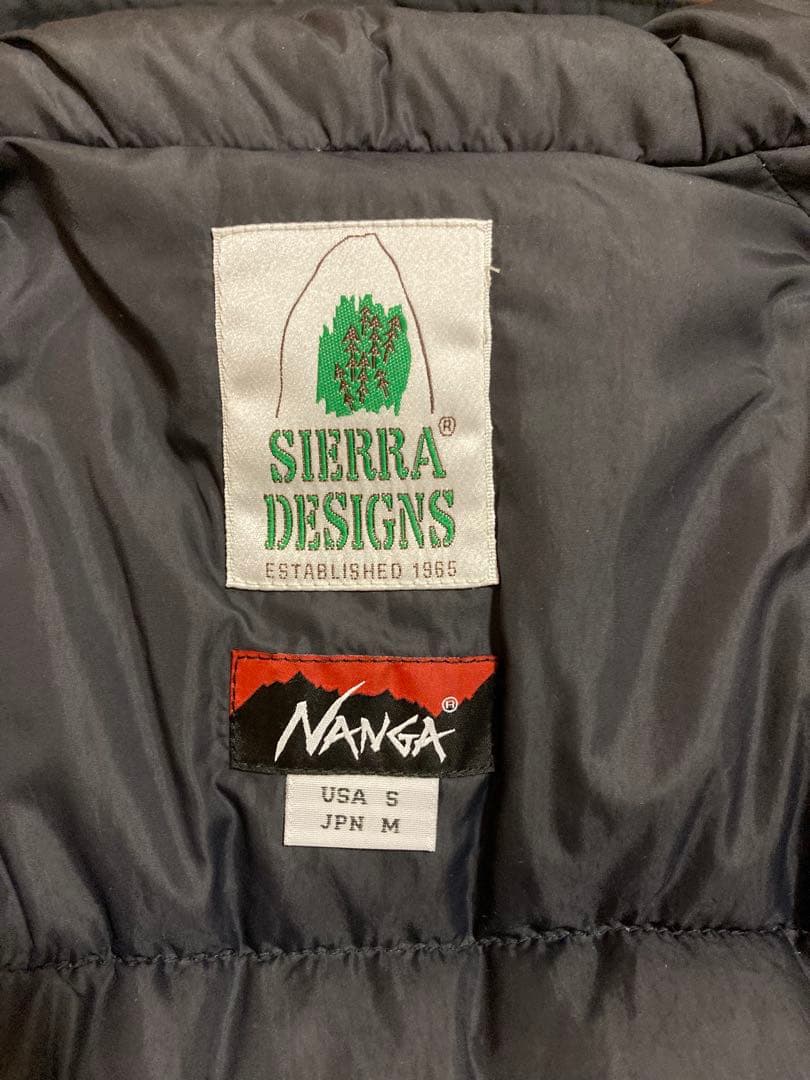 SIERRA®
DESIGNS
ESTABLISHED 1965
NANGA®
USA S
JPN M